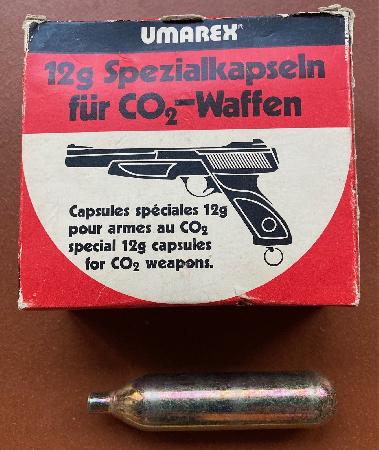 UMAREX®
12g Spezialkapseln
für CO₂-Waffen
Capsules spéciales 12g
pour armes au CO₂
special 12g capsules
for CO₂ weapons.